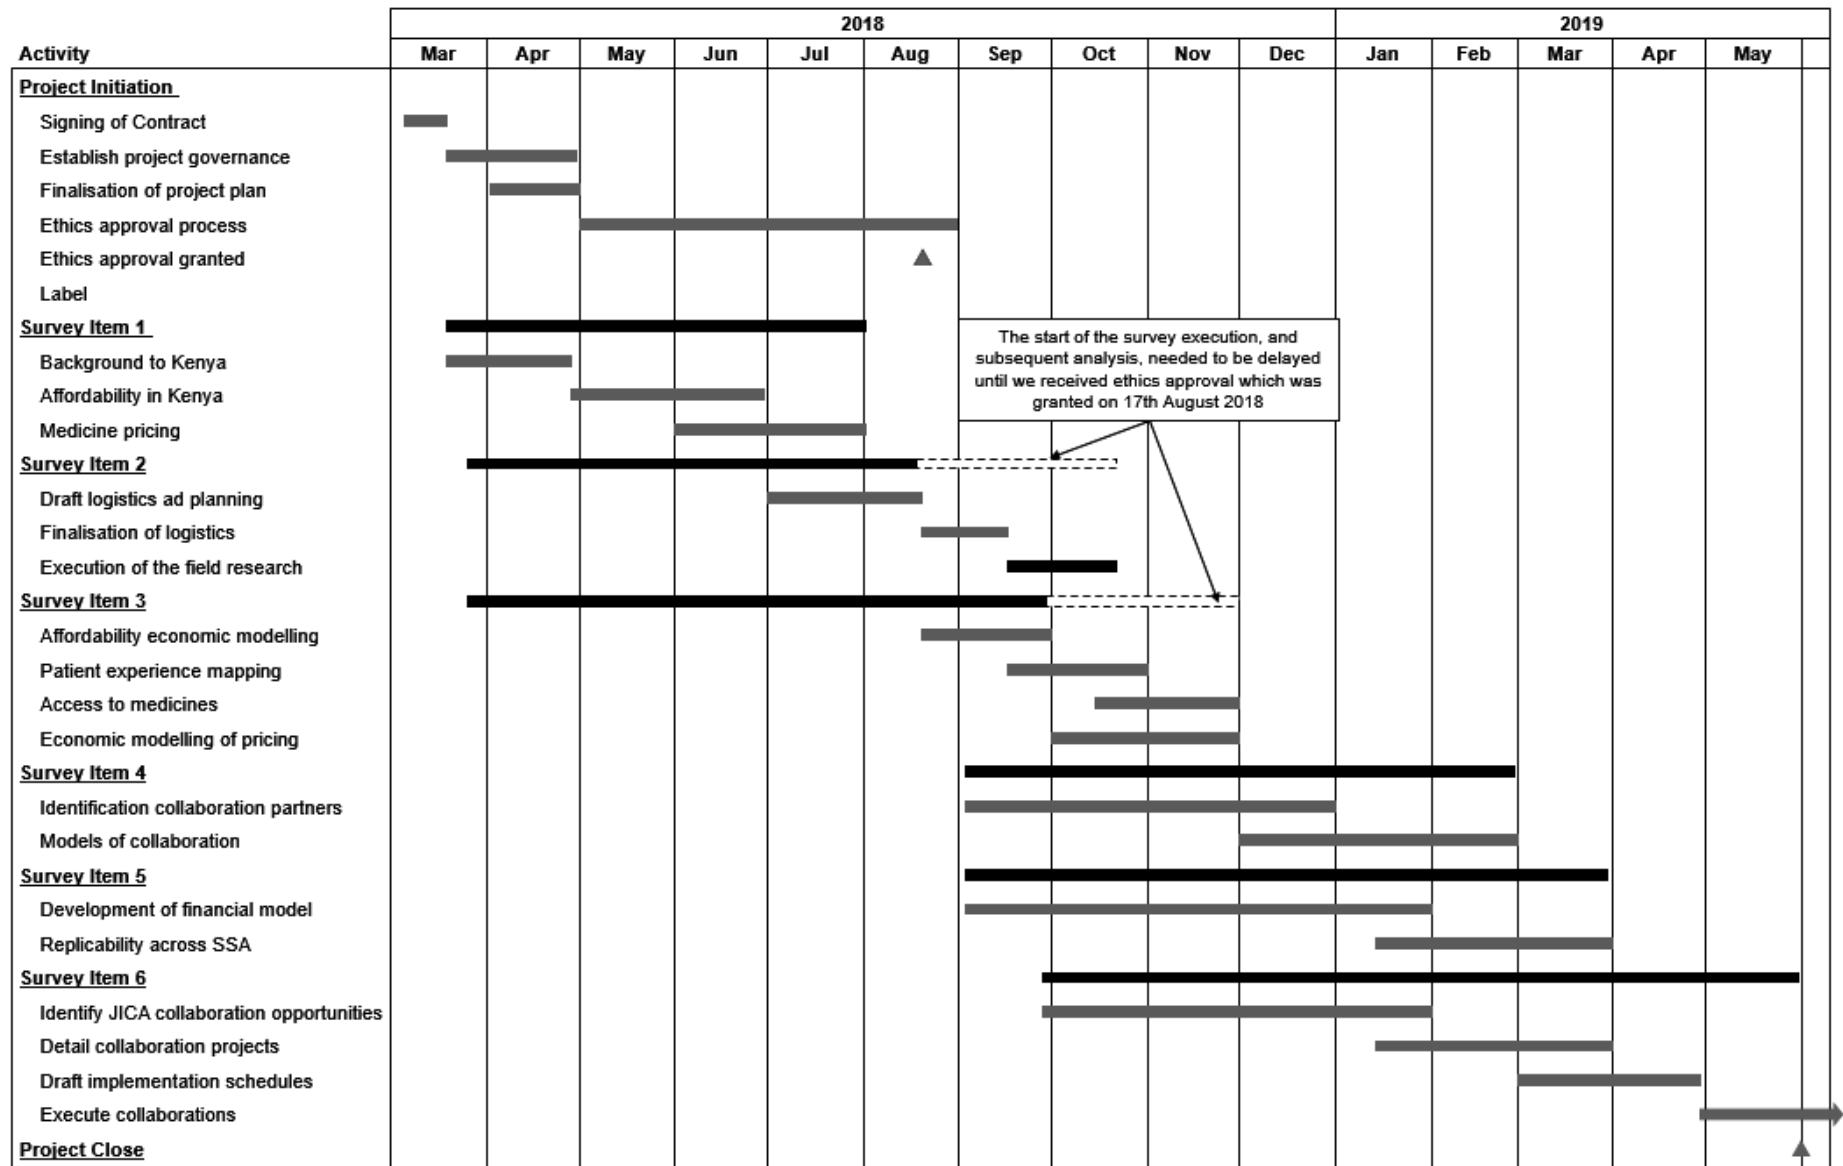 2018 2019
Activity Mar Apr May Jun Jul Aug Sep Oct Nov Dec Jan Feb Mar Apr May
Project Initiation
Signing of Contract
Establish project governance
Finalisation of project plan
Ethics approval process
Ethics approval granted
Label
Survey Item 1
The start of the survey execution, and
subsequent analysis, needed to be delayed
until we received ethics approval which was
granted on 17th August 2018
Background to Kenya
Affordability in Kenya
Medicine pricing
Survey Item 2
Draft logistics ad planning
Finalisation of logistics
Execution of the field research
Survey Item 3
Affordability economic modelling
Patient experience mapping
Access to medicines
Economic modelling of pricing
Survey Item 4
Identification collaboration partners
Models of collaboration
Survey Item 5
Development of financial model
Replicability across SSA
Survey Item 6
Identify JICA collaboration opportunities
Detail collaboration projects
Draft implementation schedules
Execute collaborations
Project Close